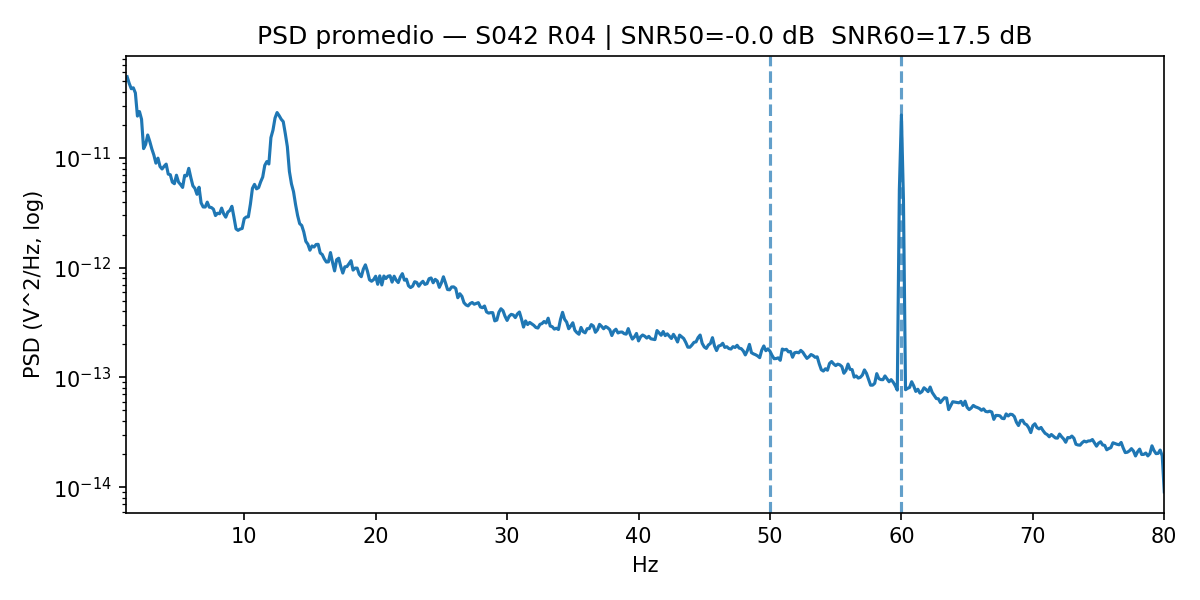 PSD promedio — S042 R04 | SNR50=-0.0 dB  SNR60=17.5 dB
PSD (V^2/Hz, log)
10⁻¹¹
10⁻¹²
10⁻¹³
10⁻¹⁴
10 20 30 40 50 60 70 80
Hz